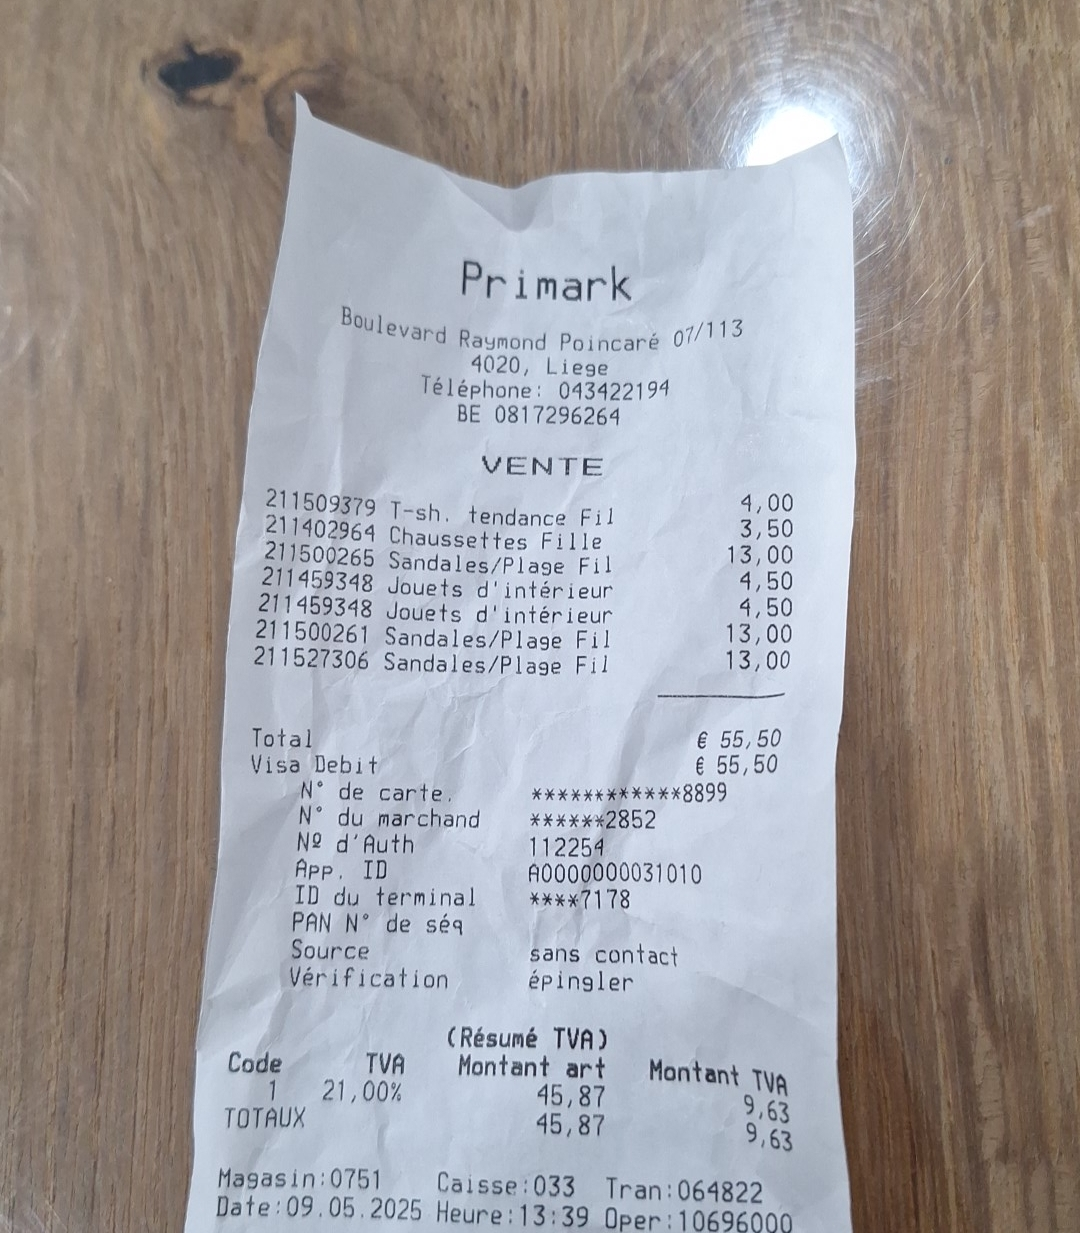 Primark
Boulevard Raymond Poincaré 07/113
4020, Liege
Téléphone: 043422194
BE 0817296264
VENTE
211509379 T-sh. tendance Fil 4,00
211402964 Chaussettes Fille 3,50
211500265 Sandales/Plage Fil 13,00
211459348 Jouets d'intérieur 4,50
211459348 Jouets d'intérieur 4,50
211500261 Sandales/Plage Fil 13,00
211527306 Sandales/Plage Fil 13,00
Total € 55,50
Visa Debit € 55,50
N° de carte. ************8899
N° du marchand ******2852
Nº d'Auth 112254
App. ID A0000000031010
ID du terminal ****7178
PAN N° de séq
Source sans contact
Vérification épingler
(Résumé TVA)
Code TVA Montant art Montant TVA
1 21,00% 45,87 9,63
TOTAUX 45,87 9,63
Magasin:0751 Caisse:033 Tran:064822
Date:09.05.2025 Heure:13:39 Oper:10696000